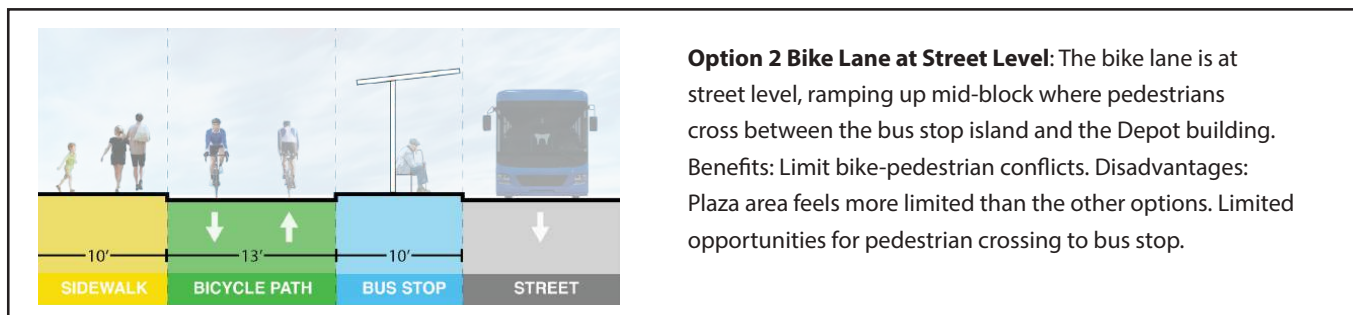 10'
13'
10'
SIDEWALK
BICYCLE PATH
BUS STOP
STREET
Option 2 Bike Lane at Street Level: The bike lane is at
street level, ramping up mid-block where pedestrians
cross between the bus stop island and the Depot building.
Benefits: Limit bike-pedestrian conflicts. Disadvantages:
Plaza area feels more limited than the other options. Limited
opportunities for pedestrian crossing to bus stop.